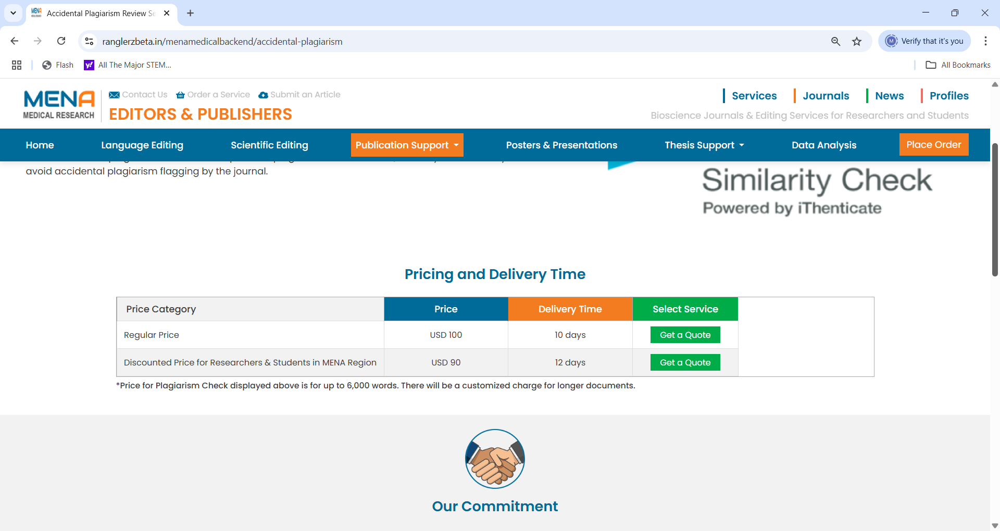 MENA
Accidental Plagiarism Review Se
ranglerzbeta.in/menamedicalbackend/accidental-plagiarism
M
Verify that it's you
Flash
y!
All The Major STEM...
All Bookmarks
MENA
MEDICAL RESEARCH
Contact Us
Order a Service
Submit an Article
EDITORS & PUBLISHERS
Services
Journals
News
Profiles
Bioscience Journals & Editing Services for Researchers and Students
Home
Language Editing
Scientific Editing
Publication Support
Posters & Presentations
Thesis Support
Data Analysis
Place Order
avoid accidental plagiarism flagging by the journal.
Similarity Check
Powered by iThenticate
Pricing and Delivery Time
Price Category
Price
Delivery Time
Select Service
Regular Price
USD 100
10 days
Get a Quote
Discounted Price for Researchers & Students in MENA Region
USD 90
12 days
Get a Quote
*Price for Plagiarism Check displayed above is for up to 6,000 words. There will be a customized charge for longer documents.
Our Commitment